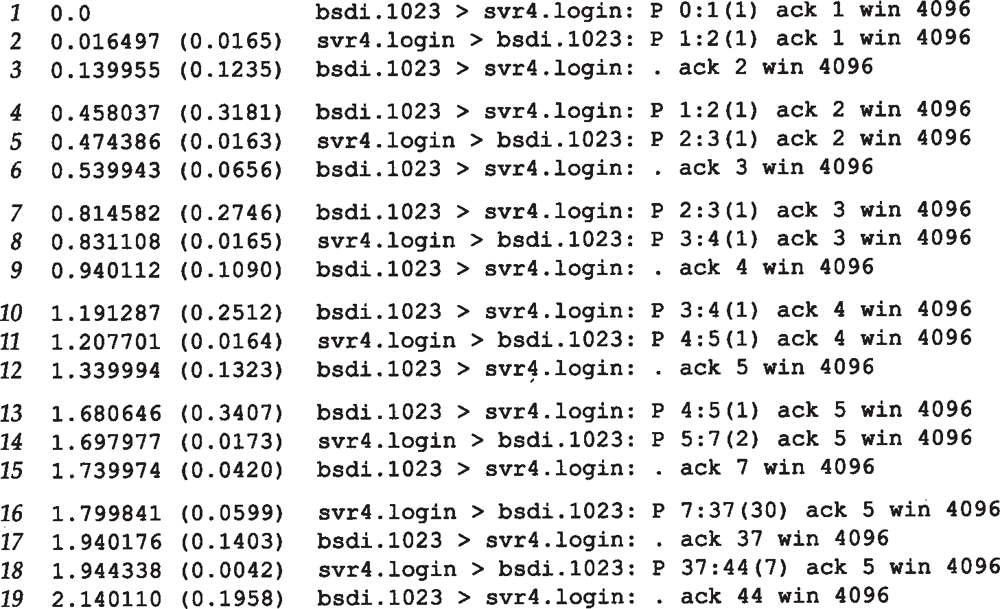 1 0.0 bsdi.1023 > svr4.login: P 0:1(1) ack 1 win 4096
2 0.016497 (0.0165) svr4.login > bsdi.1023: P 1:2(1) ack 1 win 4096
3 0.139955 (0.1235) bsdi.1023 > svr4.login: . ack 2 win 4096
4 0.458037 (0.3181) bsdi.1023 > svr4.login: P 1:2(1) ack 2 win 4096
5 0.474386 (0.0163) svr4.login > bsdi.1023: P 2:3(1) ack 2 win 4096
6 0.539943 (0.0656) bsdi.1023 > svr4.login: . ack 3 win 4096
7 0.814582 (0.2746) bsdi.1023 > svr4.login: P 2:3(1) ack 3 win 4096
8 0.831108 (0.0165) svr4.login > bsdi.1023: P 3:4(1) ack 3 win 4096
9 0.940112 (0.1090) bsdi.1023 > svr4.login: . ack 4 win 4096
10 1.191287 (0.2512) bsdi.1023 > svr4.login: P 3:4(1) ack 4 win 4096
11 1.207701 (0.0164) svr4.login > bsdi.1023: P 4:5(1) ack 4 win 4096
12 1.339994 (0.1323) bsdi.1023 > svr4.login: . ack 5 win 4096
13 1.680646 (0.3407) bsdi.1023 > svr4.login: P 4:5(1) ack 5 win 4096
14 1.697977 (0.0173) svr4.login > bsdi.1023: P 5:7(2) ack 5 win 4096
15 1.739974 (0.0420) bsdi.1023 > svr4.login: . ack 7 win 4096
16 1.799841 (0.0599) svr4.login > bsdi.1023: P 7:37(30) ack 5 win 4096
17 1.940176 (0.1403) bsdi.1023 > svr4.login: . ack 37 win 4096
18 1.944338 (0.0042) svr4.login > bsdi.1023: P 37:44(7) ack 5 win 4096
19 2.140110 (0.1958) bsdi.1023 > svr4.login: . ack 44 win 4096